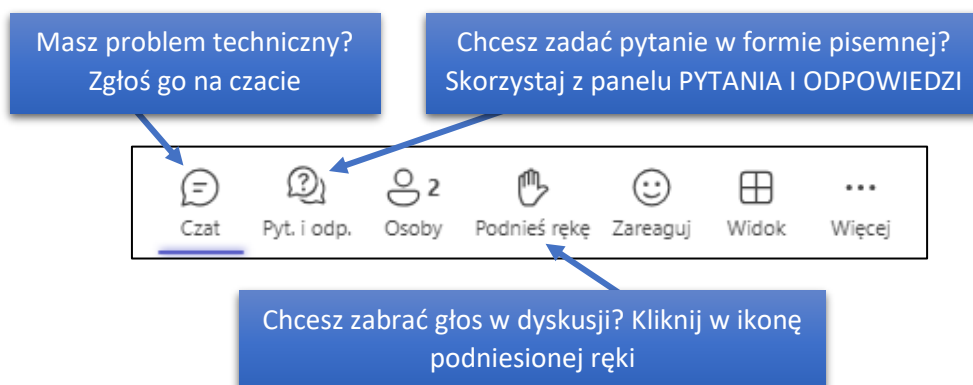 Masz problem techniczny?
Zgłoś go na czacie
Chcesz zadać pytanie w formie pisemnej?
Skorzystaj z panelu PYTANIA I ODPOWIEDZI
2
Czat Pyt. i odp. Osoby Podnieś rękę Zareaguj Widok Więcej
Chcesz zabrać głos w dyskusji? Kliknij w ikonę
podniesionej ręki